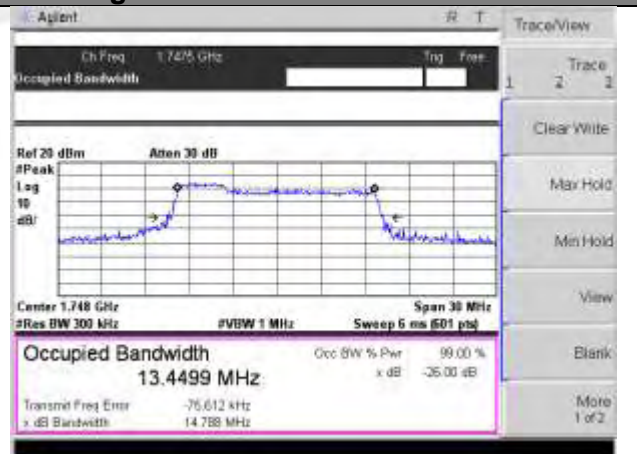 Agilent R T
Ch Freq 1.7475 GHz Trig Free
Occupied Bandwidth
Ref 20 dBm Atten 30 dB
#Peak
Log
10
dB/
Center 1.748 GHz Span 30 MHz
#Res BW 300 kHz #VBW 1 MHz Sweep 6 ms (601 pts)
Occupied Bandwidth Occ BW % Pwr 99.00 %
13.4499 MHz x dB -26.00 dB
Transmit Freq Error -76.612 kHz
x dB Bandwidth 14.788 MHz
Trace/View
Trace
1 2 3
Clear Write
Max Hold
Min Hold
View
Blank
More
1 of 2